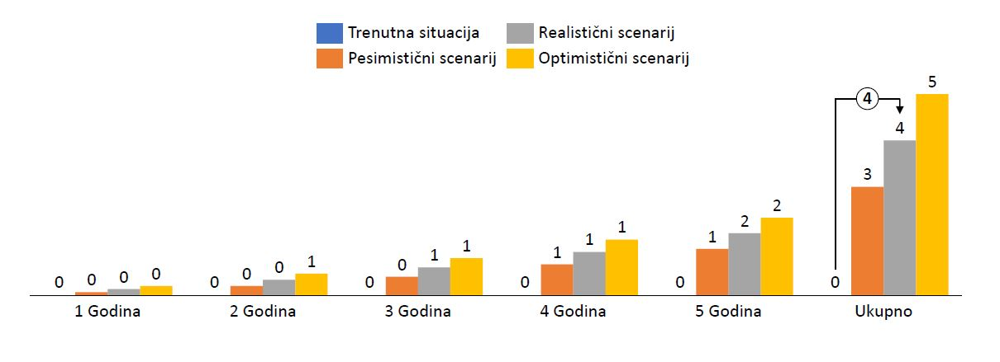 Trenutna situacija
Realistični scenarij
Pesimistični scenarij
Optimistični scenarij
0 0 0 0
0 0 0 1
0 0 1 1
0 1 1 1
0 1 2 2
0 3 4 5
4
1 Godina
2 Godina
3 Godina
4 Godina
5 Godina
Ukupno